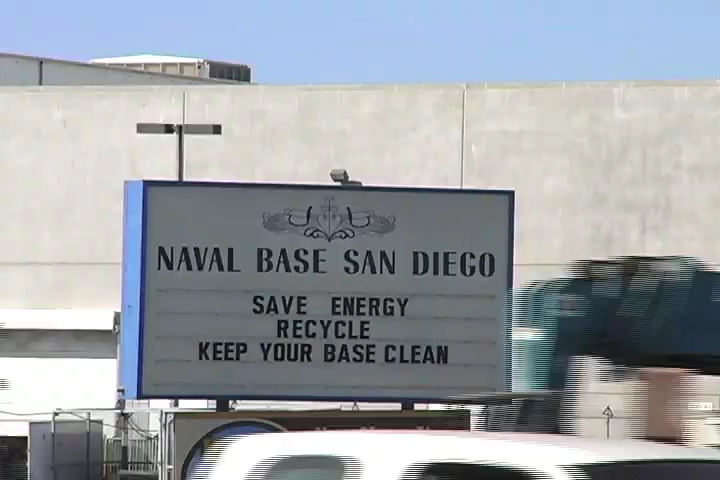 NAVAL BASE SAN DIEGO
SAVE ENERGY
RECYCLE
KEEP YOUR BASE CLEAN